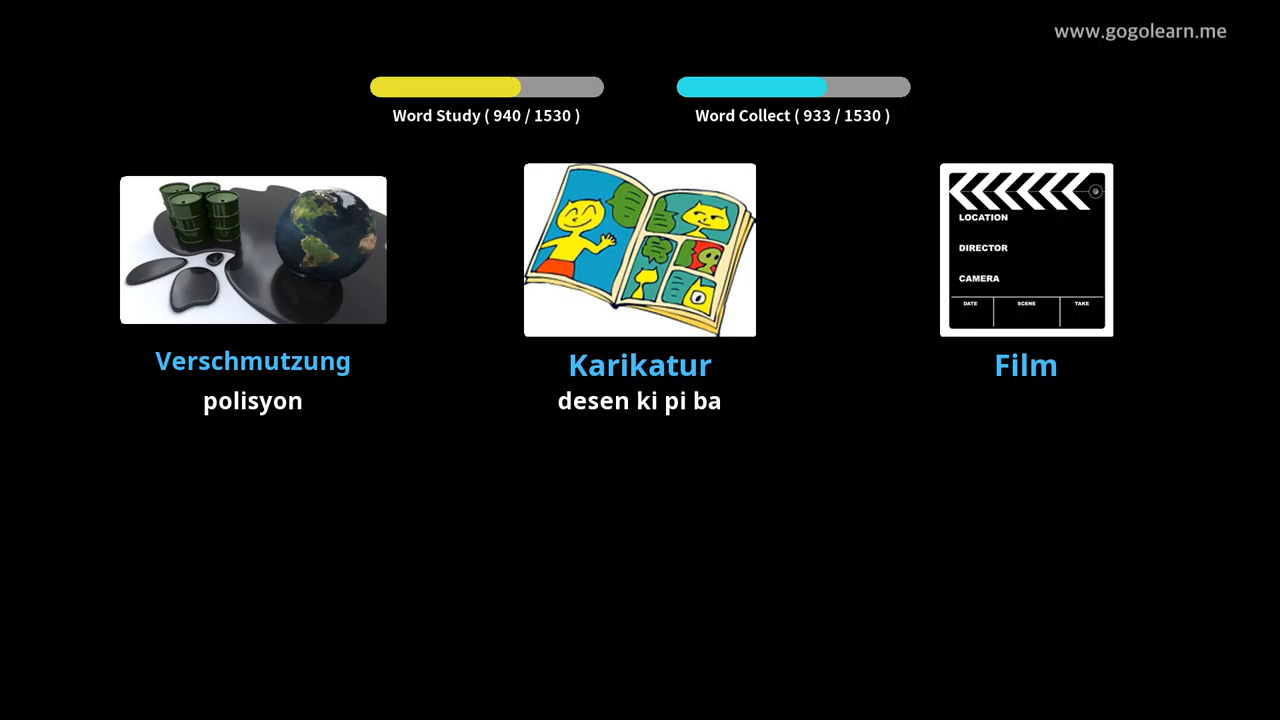 www.gogolearn.me
Word Study ( 940 / 1530 )
Word Collect ( 933 / 1530 )
LOCATION
DIRECTOR
CAMERA
DATE SCENE TAKE
Verschmutzung
polisyon
Karikatur
desen ki pi ba
Film